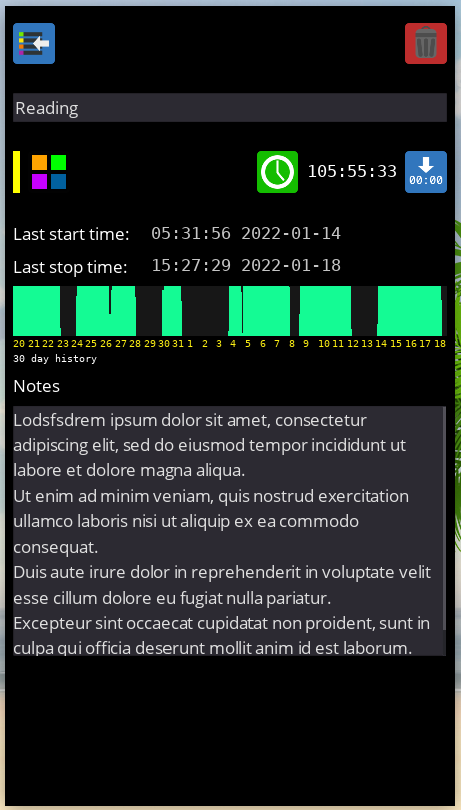 Reading
105:55:33
00:00
Last start time: 05:31:56 2022-01-14
Last stop time: 15:27:29 2022-01-18
20 21 22 23 24 25 26 27 28 29 30 31 1 2 3 4 5 6 7 8 9 10 11 12 13 14 15 16 17 18
30 day history
Notes
Lodsfsdrem ipsum dolor sit amet, consectetur
adipiscing elit, sed do eiusmod tempor incididunt ut
labore et dolore magna aliqua.
Ut enim ad minim veniam, quis nostrud exercitation
ullamco laboris nisi ut aliquip ex ea commodo
consequat.
Duis aute irure dolor in reprehenderit in voluptate velit
esse cillum dolore eu fugiat nulla pariatur.
Excepteur sint occaecat cupidatat non proident, sunt in
culpa qui officia deserunt mollit anim id est laborum.